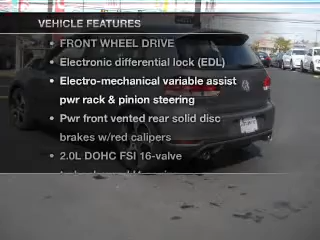 VEHICLE FEATURES
• FRONT WHEEL DRIVE
• Electronic differential lock (EDL)
• Electro-mechanical variable assist
pwr rack & pinion steering
• Pwr front vented rear solid disc
brakes w/red calipers
• 2.0L DOHC FSI 16-valve